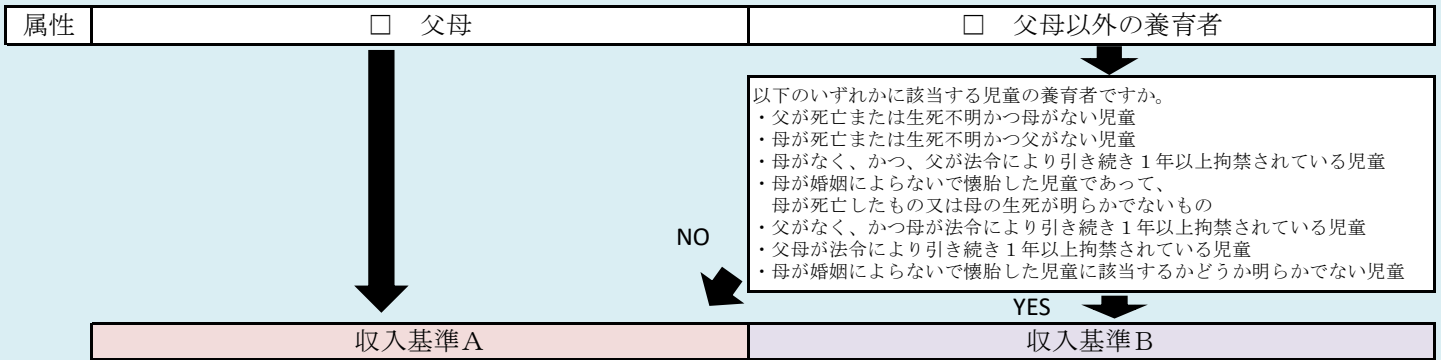 属性
□ 父母
□ 父母以外の養育者
以下のいずれかに該当する児童の養育者ですか。
・父が死亡または生死不明かつ母がない児童
・母が死亡または生死不明かつ父がない児童
・母がなく、かつ、父が法令により引き続き１年以上拘禁されている児童
・母が婚姻によらないで懐胎した児童であって、
母が死亡したもの又は母の生死が明らかでないもの
・父がなく、かつ母が法令により引き続き１年以上拘禁されている児童
・父母が法令により引き続き１年以上拘禁されている児童
・母が婚姻によらないで懐胎した児童に該当するかどうか明らかでない児童
NO
YES
収入基準Ａ
収入基準Ｂ